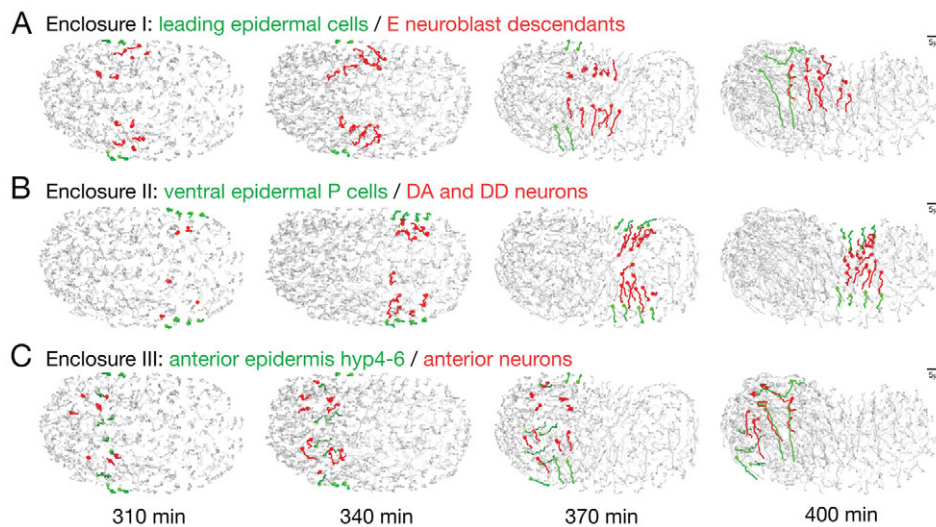 A Enclosure I: leading epidermal cells / E neuroblast descendants
B Enclosure II: ventral epidermal P cells / DA and DD neurons
C Enclosure III: anterior epidermis hyp4-6 / anterior neurons
310 min 340 min 370 min 400 min